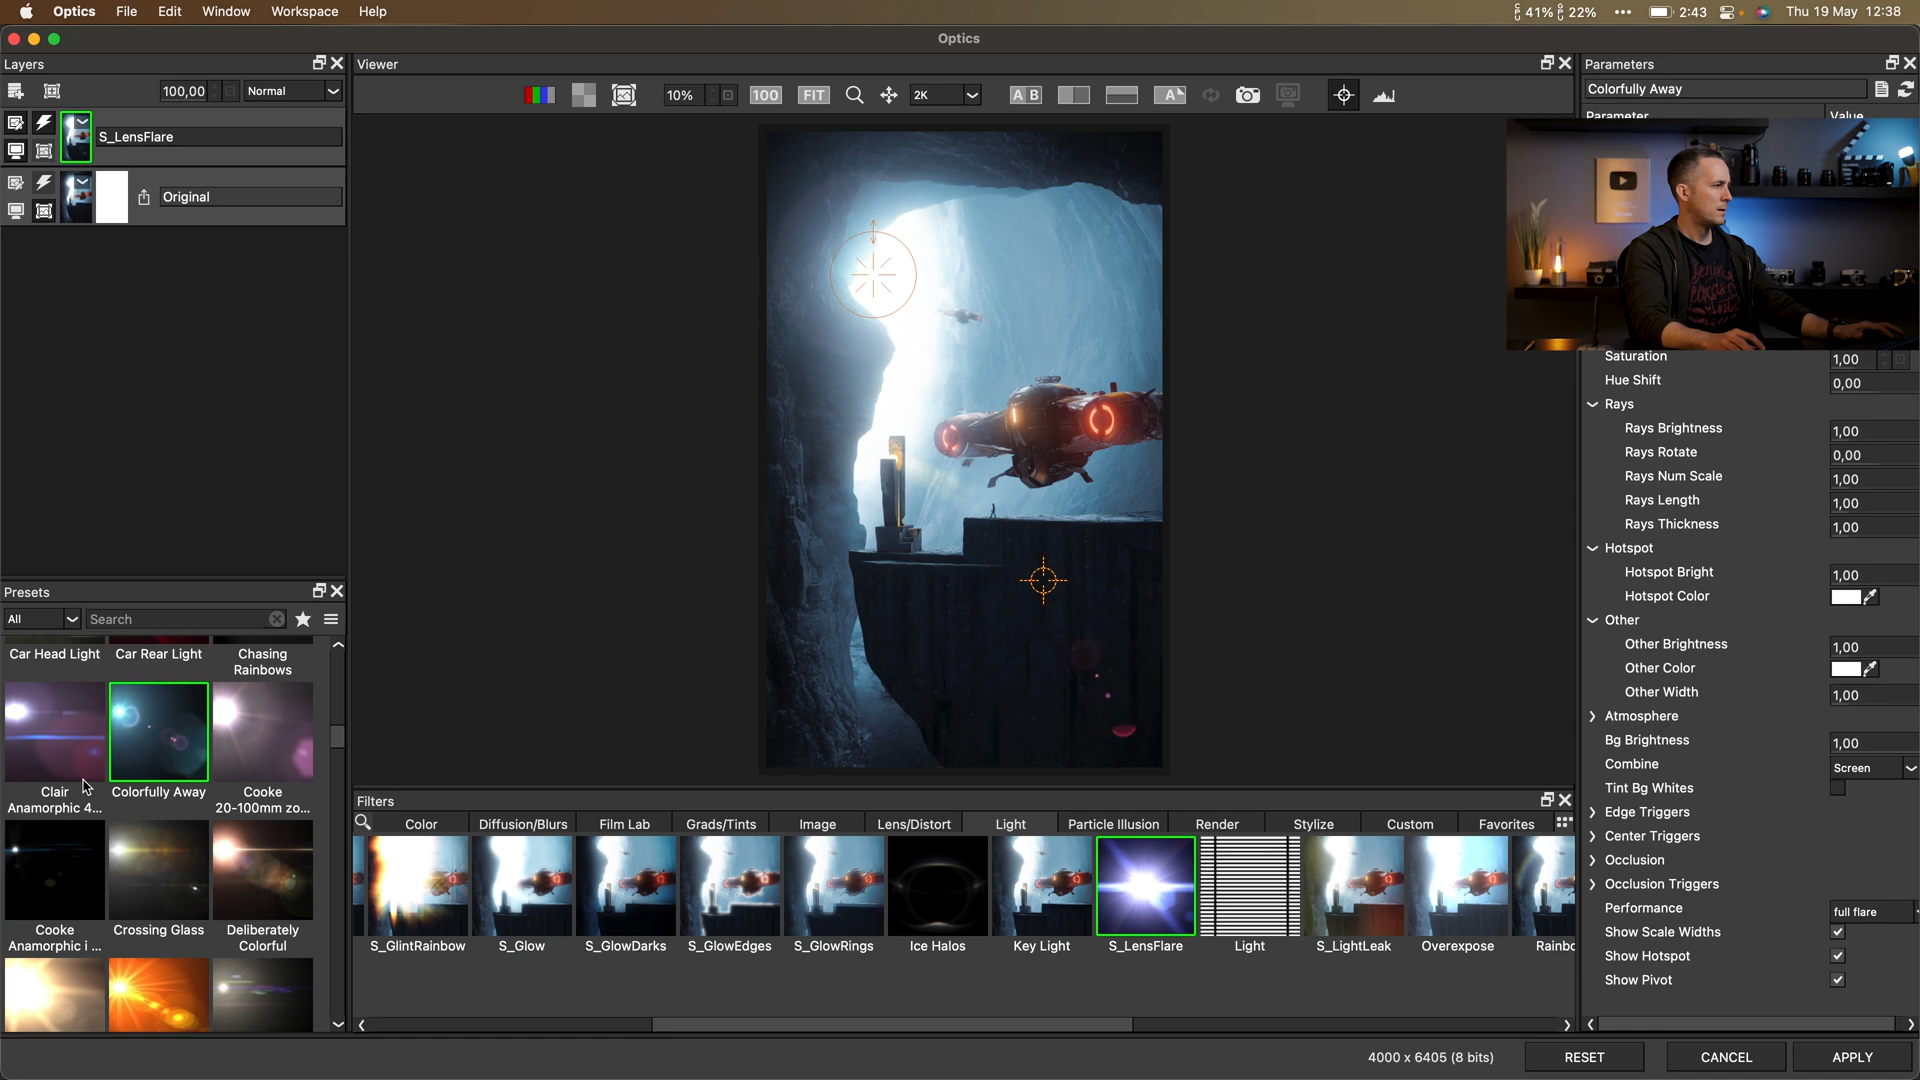 Optics File Edit Window Workspace Help
41% 22% ••• 2:43 Thu 19 May 12:38
Optics
Layers
Viewer
Parameters
100,00 Normal
10% 100 FIT 2K A B A
Colorfully Away
Parameter Value
S_LensFlare
Original
Saturation 1,00
Hue Shift 0,00
Rays
Rays Brightness 1,00
Rays Rotate 0,00
Rays Num Scale 1,00
Rays Length 1,00
Rays Thickness 1,00
Hotspot
Hotspot Bright 1,00
Hotspot Color
Other
Other Brightness 1,00
Other Color
Other Width 1,00
Atmosphere
Bg Brightness 1,00
Combine Screen
Tint Bg Whites
Edge Triggers
Center Triggers
Occlusion
Occlusion Triggers
Performance full flare
Show Scale Widths
Show Hotspot
Show Pivot
Presets
All Search
Car Head Light Car Rear Light Chasing
Rainbows
Clair Colorfully Away Cooke
Anamorphic 4... 20-100mm zo...
Cooke Crossing Glass Deliberately
Anamorphic i ... Colorful
Filters
Color Diffusion/Blurs Film Lab Grads/Tints Image Lens/Distort Light Particle Illusion Render Stylize Custom Favorites
S_GlintRainbow S_Glow S_GlowDarks S_GlowEdges S_GlowRings Ice Halos Key Light S_LensFlare Light S_LightLeak Overexpose Rainbo
4000 x 6405 (8 bits) RESET CANCEL APPLY